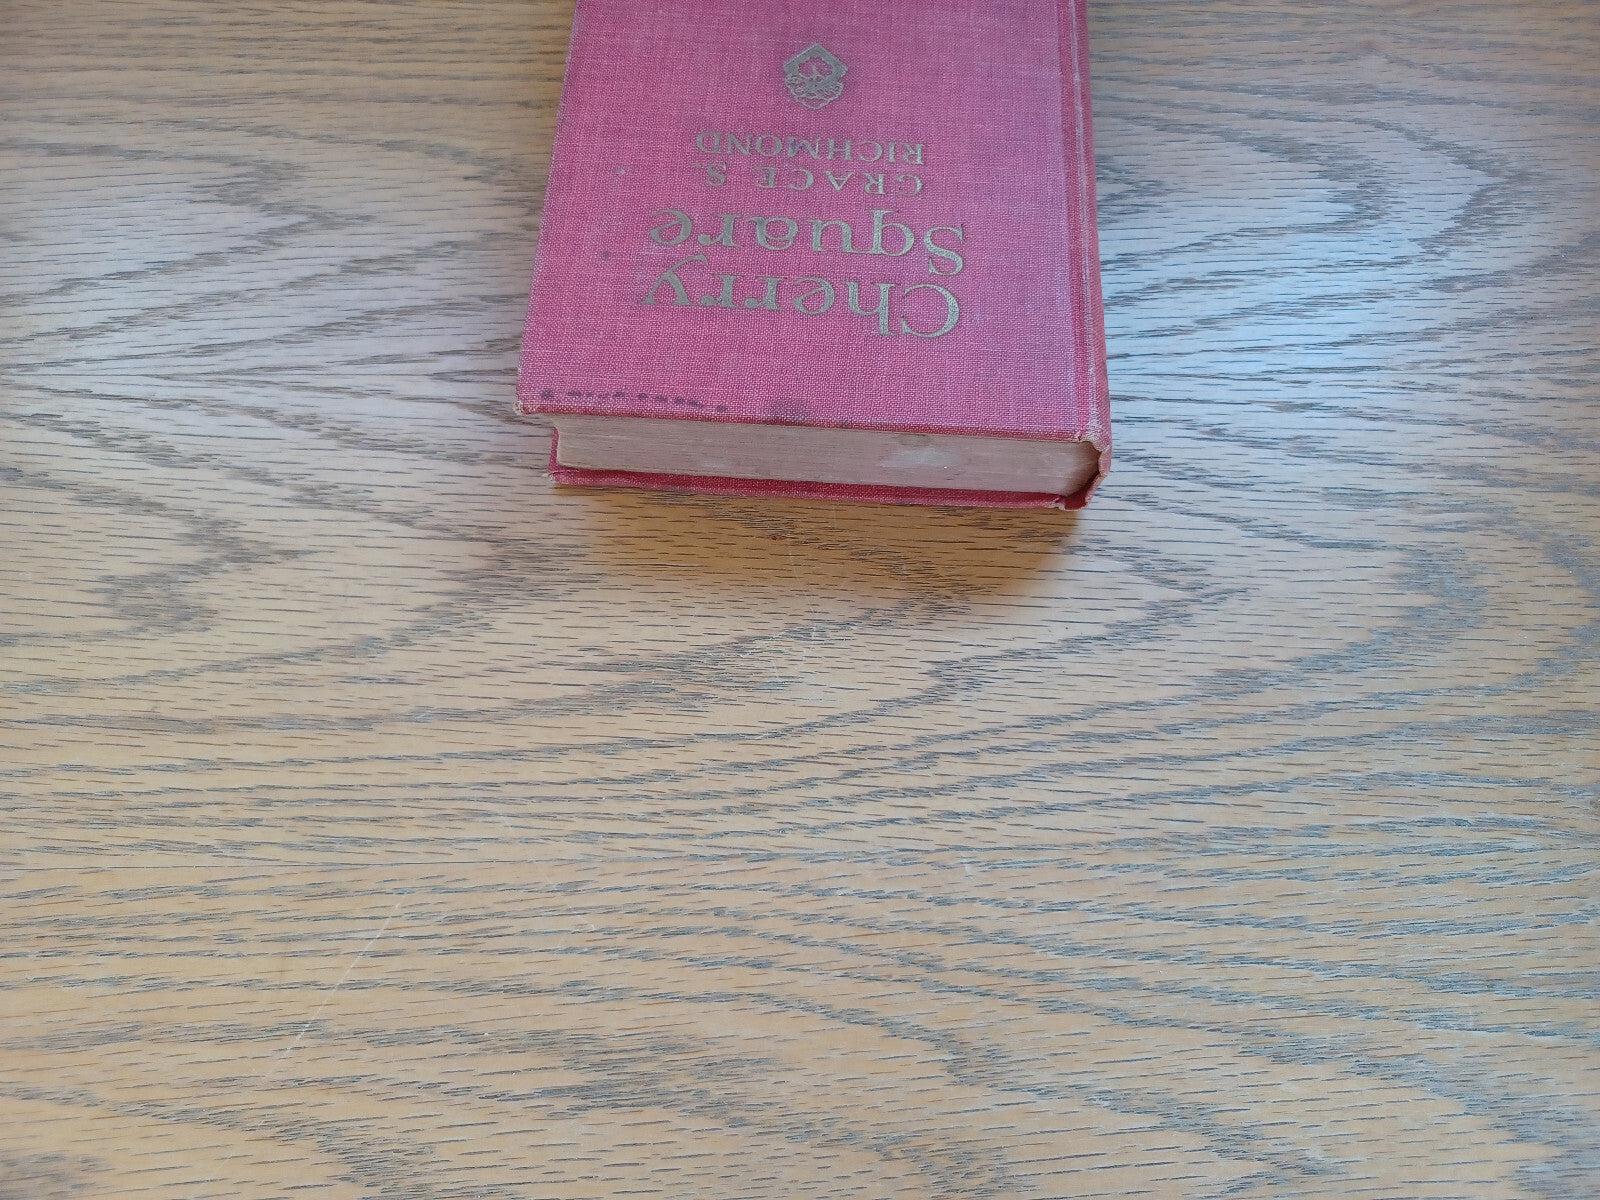 Cherry
Square
GRACE S.
RICHMOND